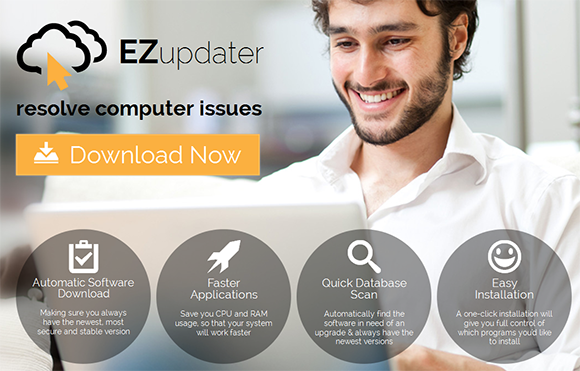 EZupdater
resolve computer issues
Download Now
Automatic Software
Download
Making sure you always
have the newest, most
secure and stable version
Faster
Applications
Save you CPU and RAM
usage, so that your system
will work faster
Quick Database
Scan
Automatically find the
software in need of an
upgrade & always have the
newest versions
Easy
Installation
A one-click installation will
give you full control of
which programs you'd like
to install